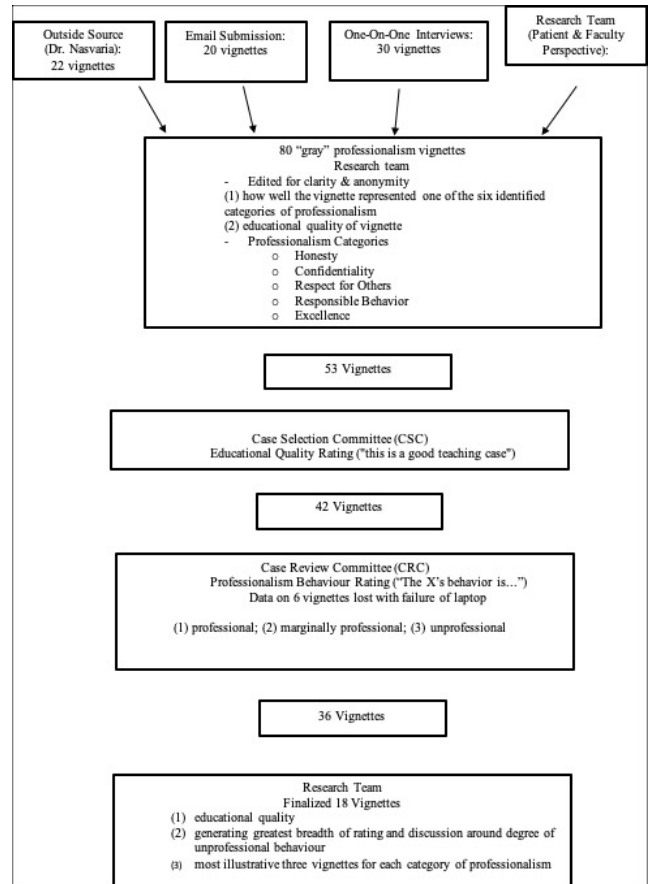 Outside Source
(Dr. Nasvaria):
22 vignettes
Email Submission:
20 vignettes
One-On-One Interviews:
30 vignettes
Research Team
(Patient & Faculty
Perspective):
80 “gray” professionalism vignettes
Research team
- Edited for clarity & anonymity
(1) how well the vignette represented one of the six identified
categories of professionalism
(2) educational quality of vignette
- Professionalism Categories
o Honesty
o Confidentiality
o Respect for Others
o Responsible Behavior
o Excellence
53 Vignettes
Case Selection Committee (CSC)
Educational Quality Rating ("this is a good teaching case")
42 Vignettes
Case Review Committee (CRC)
Professionalism Behaviour Rating (“The X’s behavior is…”)
Data on 6 vignettes lost with failure of laptop
(1) professional; (2) marginally professional; (3) unprofessional
36 Vignettes
Research Team
Finalized 18 Vignettes
(1) educational quality
(2) generating greatest breadth of rating and discussion around degree of
unprofessional behaviour
(3) most illustrative three vignettes for each category of professionalism